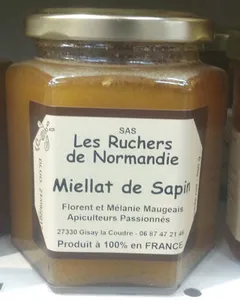 SAS
Les Ruchers
de Normandie
Miellat de Sapin
Florent et Mélanie Maugeais
Apiculteurs Passionnés
27330 Gisay la Coudre - 06 87 47 21 48
Produit à 100% en FRANCE